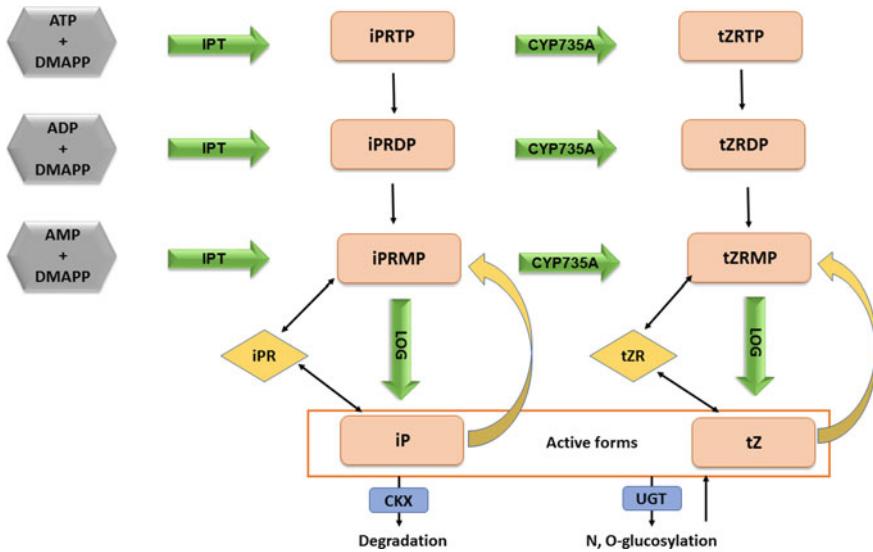 ATP
+
DMAPP
IPT
iPRTP
CYP735A
tZRTP
ADP
+
DMAPP
IPT
iPRDP
CYP735A
tZRDP
AMP
+
DMAPP
IPT
iPRMP
CYP735A
tZRMP
iPR
LOG
tZR
LOG
iP
Active forms
tZ
CKX
UGT
Degradation
N, O-glucosylation